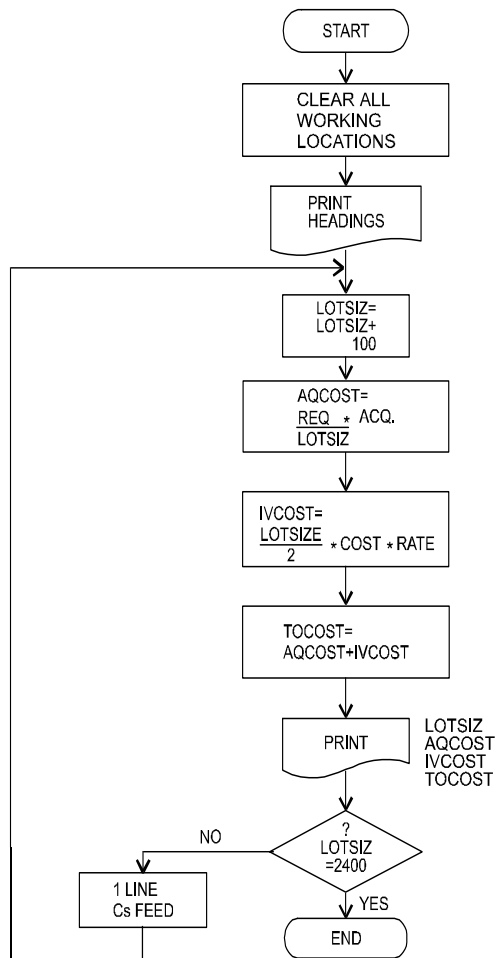 START
CLEAR ALL
WORKING
LOCATIONS
PRINT
HEADINGS
LOTSIZ=
LOTSIZ+
100
AQCOST=
REQ * ACQ.
LOTSIZ
IVCOST=
LOTSIZE
2 * COST * RATE
TOCOST=
AQCOST+IVCOST
PRINT
LOTSIZ
AQCOST
IVCOST
TOCOST
?
LOTSIZ
=2400
NO
YES
1 LINE
Cs FEED
END